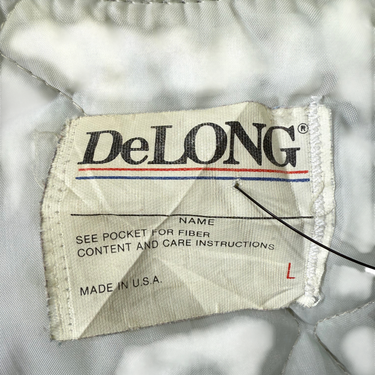 DeLONG®
NAME
SEE POCKET FOR FIBER
CONTENT AND CARE INSTRUCTIONS
L
MADE IN U.S.A.